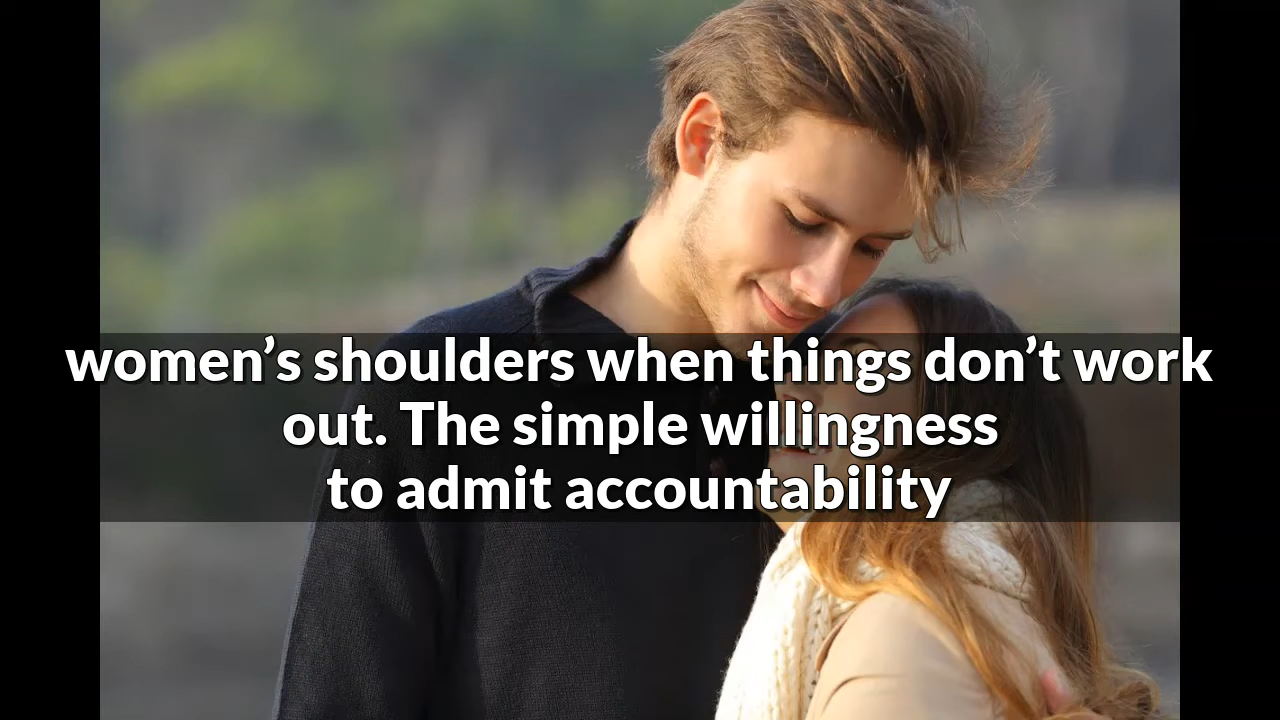 women’s shoulders when things don’t work
out. The simple willingness
to admit accountability